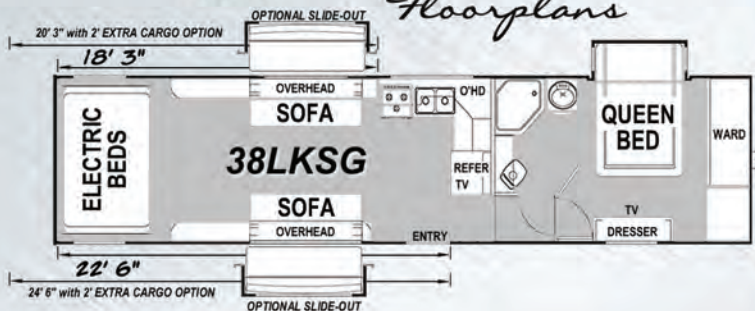 Floorplans
OPTIONAL SLIDE-OUT
20' 3" with 2' EXTRA CARGO OPTION
18' 3"
OVERHEAD
SOFA
O'HD
ELECTRIC
BEDS
38LKSG
QUEEN
BED
WARD
REFER
TV
SOFA
OVERHEAD
ENTRY
TV
DRESSER
22' 6"
24' 6" with 2' EXTRA CARGO OPTION
OPTIONAL SLIDE-OUT